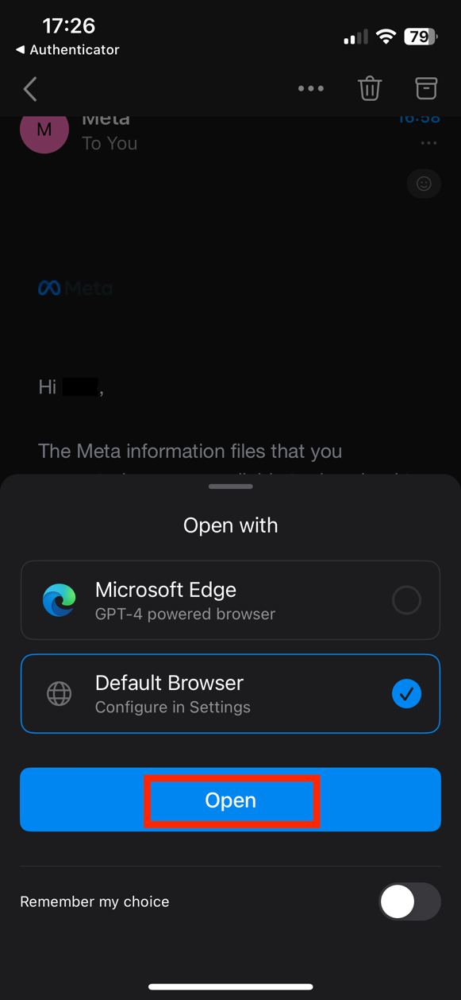 17:26
79
◀ Authenticator
M
Meta
16:58
To You
Meta
Hi ,
The Meta information files that you
Open with
Microsoft Edge
GPT-4 powered browser
Default Browser
Configure in Settings
Open
Remember my choice